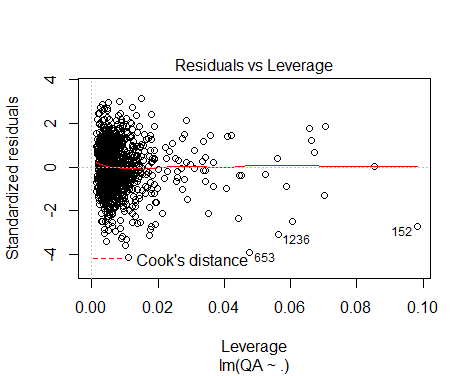 Residuals vs Leverage
Standardized residuals
4
2
0
-2
-4
1236
152
653
Cook's distance
0.00 0.02 0.04 0.06 0.08 0.10
Leverage
lm(QA ~ .)